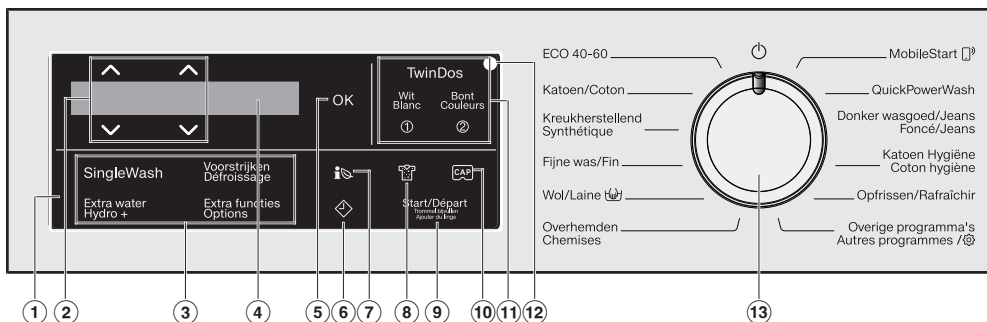 TwinDos
Wit
Blanc
Bont
Couleurs
①
②
OK
SingleWash
Voorstrijken
Défroissage
Extra water
Hydro +
Extra functies
Options
CAP
Start/Départ
Trommel bijvullen
Ajouter du linge
ECO 40-60
Katoen/Coton
Kreukherstellend
Synthétique
Fijne was/Fin
Wol/Laine
Overhemden
Chemises
MobileStart
QuickPowerWash
Donker wasgoed/Jeans
Foncé/Jeans
Katoen Hygiëne
Coton hygiène
Opfrissen/Rafraîchir
Overige programma's
Autres programmes /
① ② ③ ④ ⑤ ⑥ ⑦ ⑧ ⑨ ⑩ ⑪ ⑫ ⑬